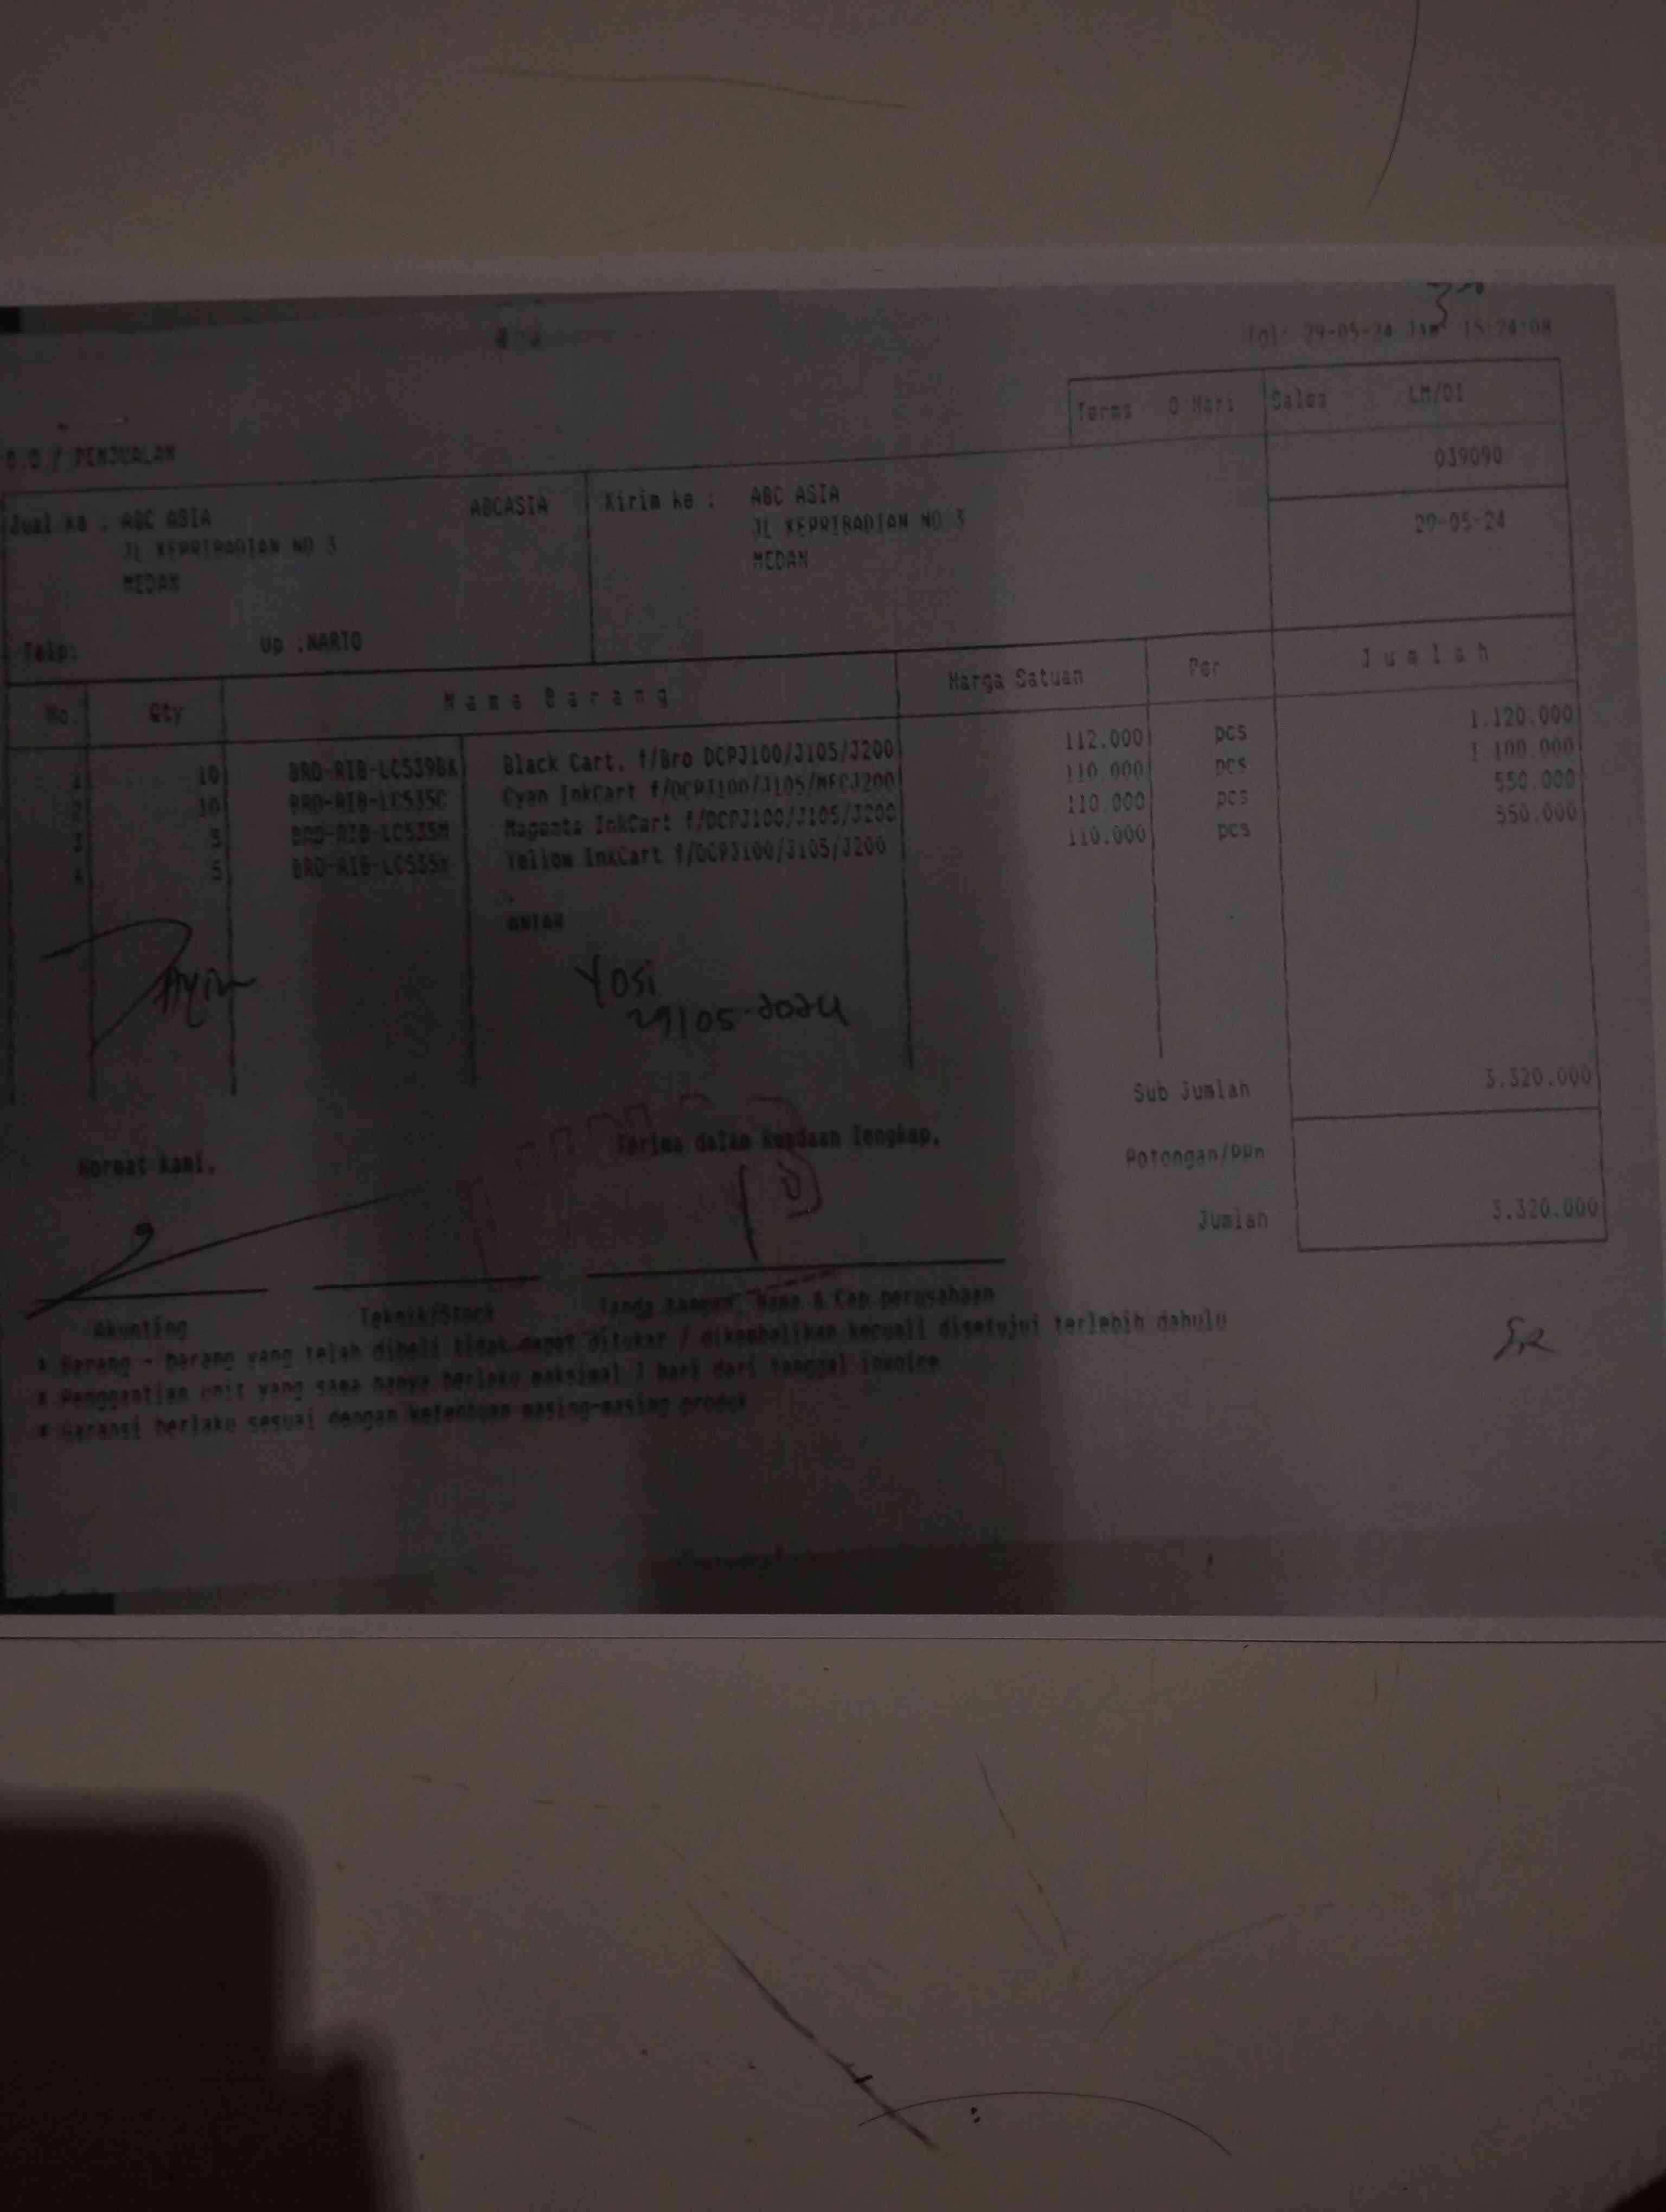 Tgl: 29-05-24 Jam 15:24:08
Terms 0 Hari Sales LM/DI
/ PENJUALAN
039090
Jual ke : ABC ASIA ABCASIA Kirim ke : ABC ASIA
JL KEPRIBADIAN NO 3 JL KEPRIBADIAN NO 3 29-05-24
MEDAN MEDAN
Telp: Up :NARTO
No. Qty Nama Barang Harga Satuan Per Jumlah
1 10 BRO-RIB-LC539BK Black Cart. f/Bro DCPJ100/J105/J200 112.000 pcs 1.120.000
2 10 BRO-RIB-LC535C Cyan InkCart f/DCPJ100/J105/MFCJ200 110.000 pcs 1.100.000
3 5 BRO-RIB-LC535M Magenta InkCart f/DCPJ100/J105/J200 110.000 pcs 550.000
4 5 BRO-RIB-LC535Y Yellow InkCart f/DCPJ100/J105/J200 110.000 pcs 550.000
.
ANTAR
Yosi
29/05-2024
Sub Jumlah 3.320.000
Hormat kami, Terima dalam keadaan lengkap,
Potongan/PPn
Jumlah 3.320.000
Akunting Teknik/Stock Tanda tangan, Nama & Cap perusahaan
* Barang - barang yang telah dibeli tidak dapat ditukar / dikembalikan kecuali disetujui terlebih dahulu
* Penggantian unit yang sama hanya berlaku maksimal hari dari tanggal invoice
* Garansi berlaku sesuai dengan ketentuan masing-masing produk